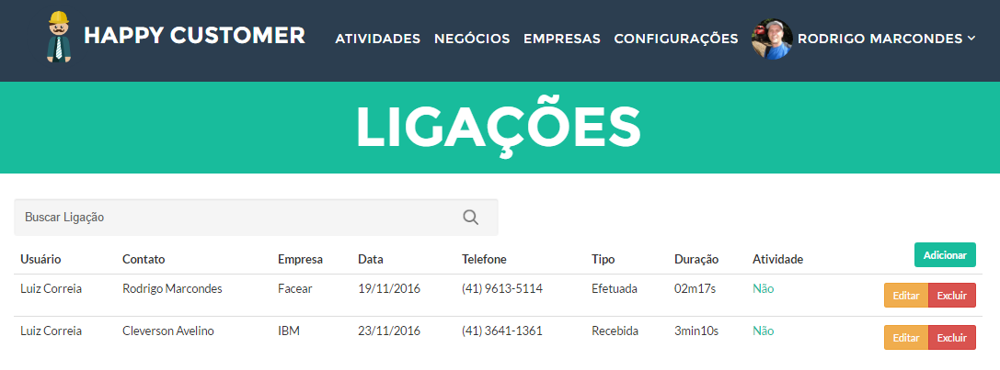 HAPPY CUSTOMER ATIVIDADES NEGÓCIOS EMPRESAS CONFIGURAÇÕES RODRIGO MARCONDES
LIGAÇÕES
Buscar Ligação
Usuário Contato Empresa Data Telefone Tipo Duração Atividade Adicionar
Luiz Correia Rodrigo Marcondes Facear 19/11/2016 (41) 9613-5114 Efetuada 02m17s Não Editar Excluir
Luiz Correia Cleverson Avelino IBM 23/11/2016 (41) 3641-1361 Recebida 3min10s Não Editar Excluir